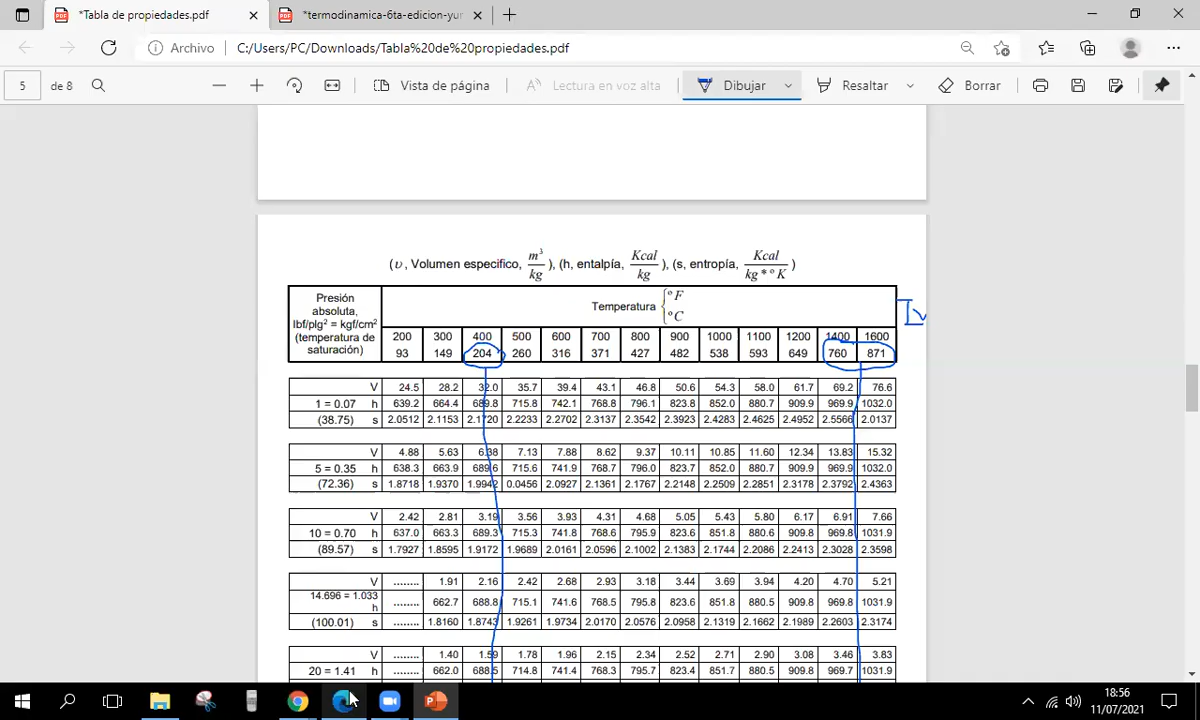 *Tabla de propiedades.pdf
*termodinamica-6ta-edicion-yur
Archivo
C:/Users/PC/Downloads/Tabla%20de%20propiedades.pdf
5
de 8
Vista de página
Lectura en voz alta
Dibujar
Resaltar
Borrar
(υ, Volumen especifico, m³/kg), (h, entalpía, Kcal/kg), (s, entropía, Kcal/kg*ºK)
Presión
absoluta,
lbf/plg² = kgf/cm²
(temperatura de
saturación)
Temperatura { ºF
ºC
200 300 400 500 600 700 800 900 1000 1100 1200 1400 1600
93 149 204 260 316 371 427 482 538 593 649 760 871
V 24.5 28.2 32.0 35.7 39.4 43.1 46.8 50.6 54.3 58.0 61.7 69.2 76.6
1 = 0.07 h 639.2 664.4 689.8 715.8 742.1 768.8 796.1 823.8 852.0 880.7 909.9 969.9 1032.0
(38.75) s 2.0512 2.1153 2.1720 2.2233 2.2702 2.3137 2.3542 2.3923 2.4283 2.4625 2.4952 2.5566 2.0137
V 4.88 5.63 6.38 7.13 7.88 8.62 9.37 10.11 10.85 11.60 12.34 13.83 15.32
5 = 0.35 h 638.3 663.9 689.6 715.6 741.9 768.7 796.0 823.7 852.0 880.7 909.9 969.9 1032.0
(72.36) s 1.8718 1.9370 1.9942 0.0456 2.0927 2.1361 2.1767 2.2148 2.2509 2.2851 2.3178 2.3792 2.4363
V 2.42 2.81 3.19 3.56 3.93 4.31 4.68 5.05 5.43 5.80 6.17 6.91 7.66
10 = 0.70 h 637.0 663.3 689.3 715.3 741.8 768.6 795.9 823.6 851.8 880.6 909.8 969.8 1031.9
(89.57) s 1.7927 1.8595 1.9172 1.9689 2.0161 2.0596 2.1002 2.1383 2.1744 2.2086 2.2413 2.3028 2.3598
V ........ 1.91 2.16 2.42 2.68 2.93 3.18 3.44 3.69 3.94 4.20 4.70 5.21
14.696 = 1.033 h ........ 662.7 688.8 715.1 741.6 768.5 795.8 823.6 851.8 880.5 909.8 969.8 1031.9
(100.01) s ........ 1.8160 1.8743 1.9261 1.9734 2.0170 2.0576 2.0958 2.1319 2.1662 2.1989 2.2603 2.3174
V ........ 1.40 1.59 1.78 1.96 2.15 2.34 2.52 2.71 2.90 3.08 3.46 3.83
20 = 1.41 h ........ 662.0 688.5 714.8 741.4 768.3 795.7 823.4 851.7 880.5 909.8 969.7 1031.9
18:56
11/07/2021